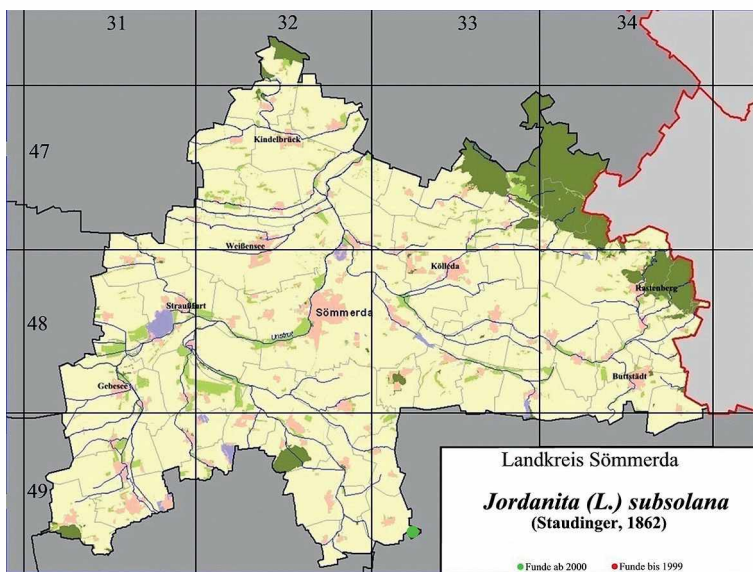 31 32 33 34
47
Kindelbrück
Weißensee
Kölleda
Rastenberg
Straußfurt
48
Sömmerda
Unstrut
Buttstädt
Gebesee
49
Landkreis Sömmerda
Jordanita (L.) subsolana
(Staudinger, 1862)
Funde ab 2000 Funde bis 1999